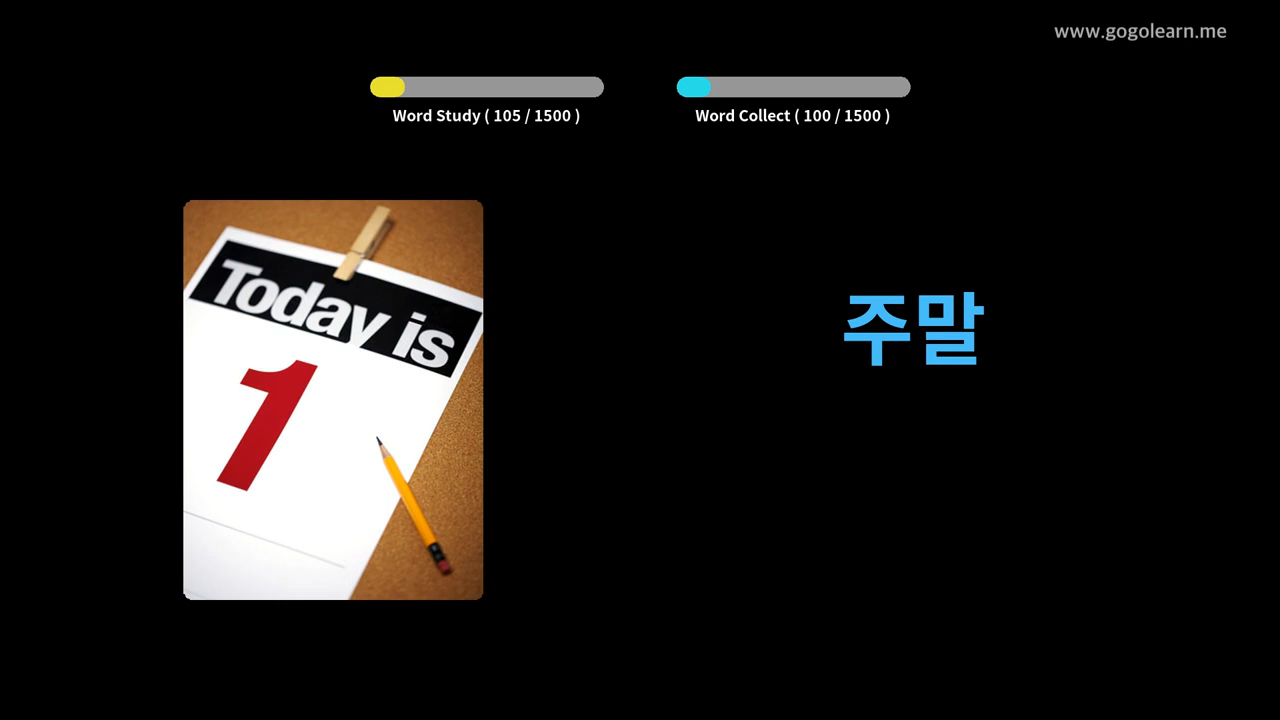 www.gogolearn.me
Word Study ( 105 / 1500 )
Word Collect ( 100 / 1500 )
Today is
1
주말